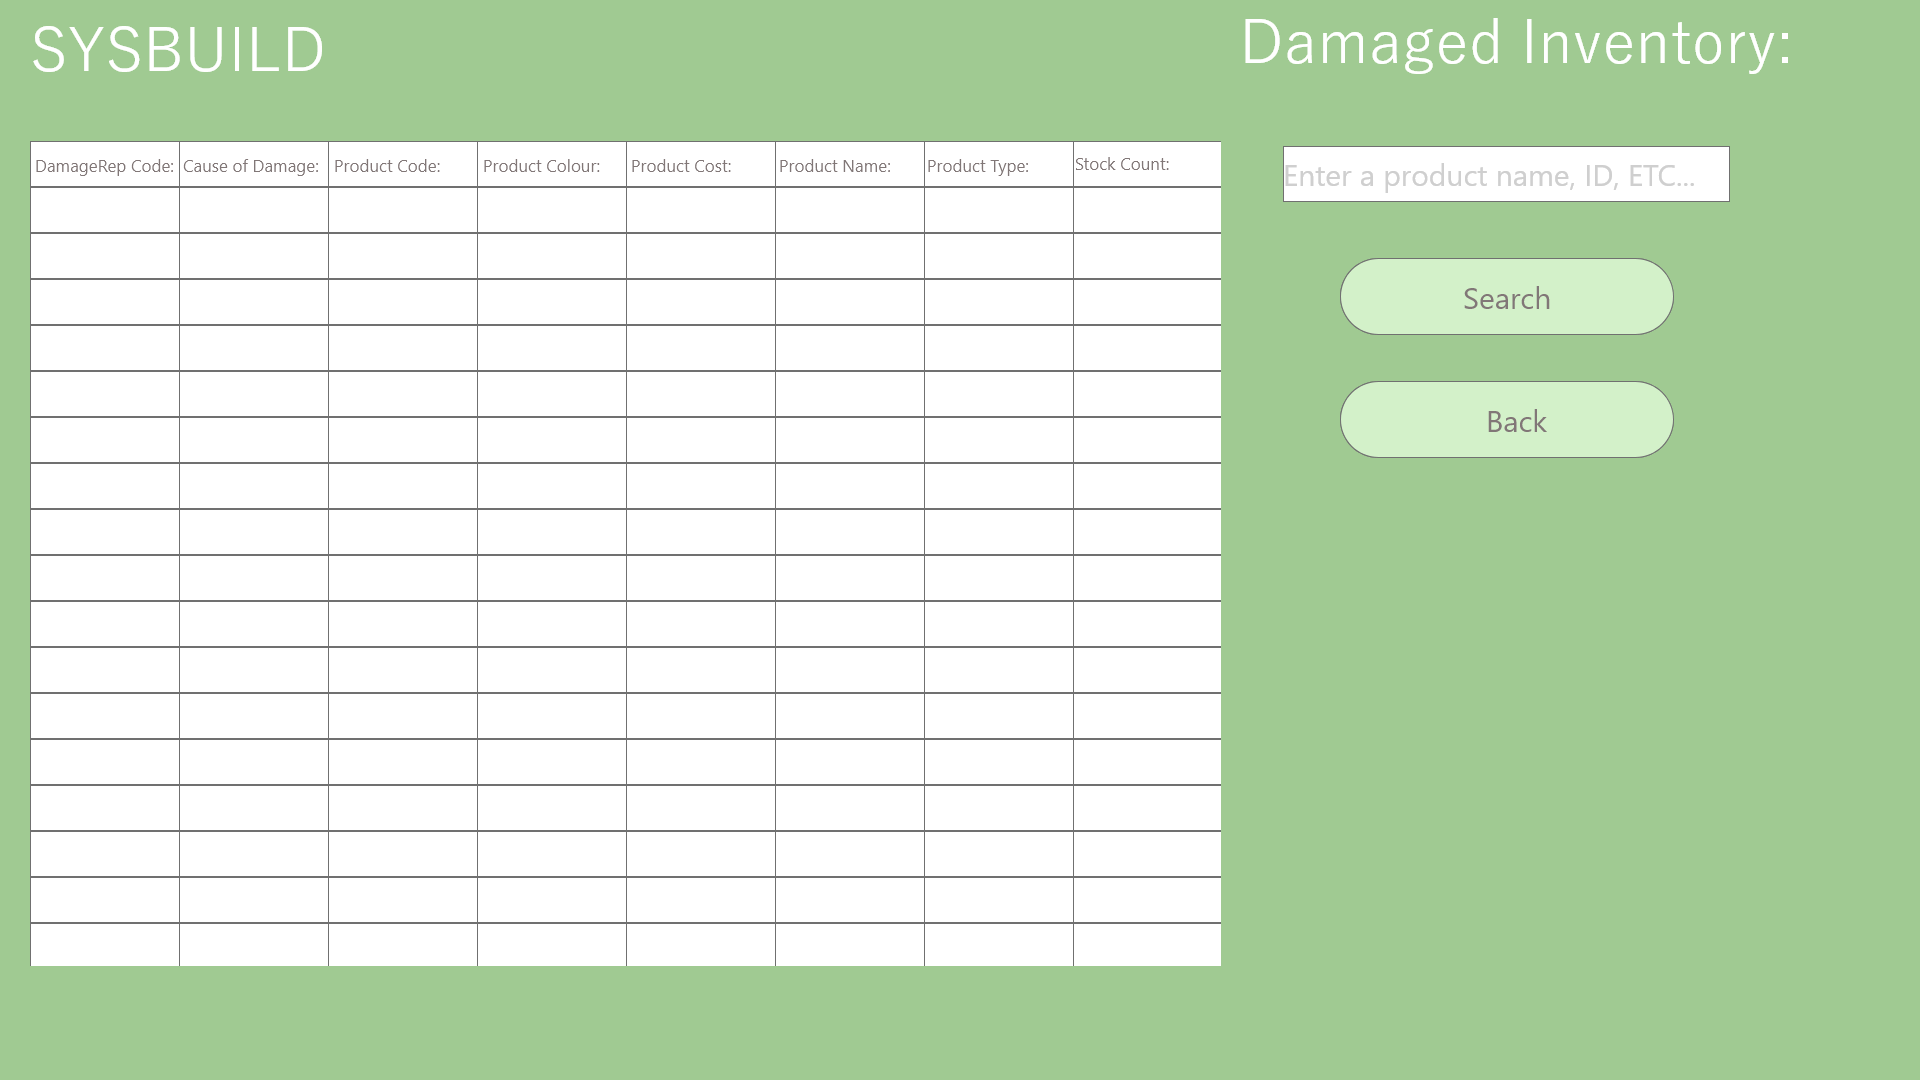 SYSBUILD
Damaged Inventory:
DamageRep Code: Cause of Damage: Product Code: Product Colour: Product Cost: Product Name: Product Type: Stock Count:
Enter a product name, ID, ETC...
Search
Back